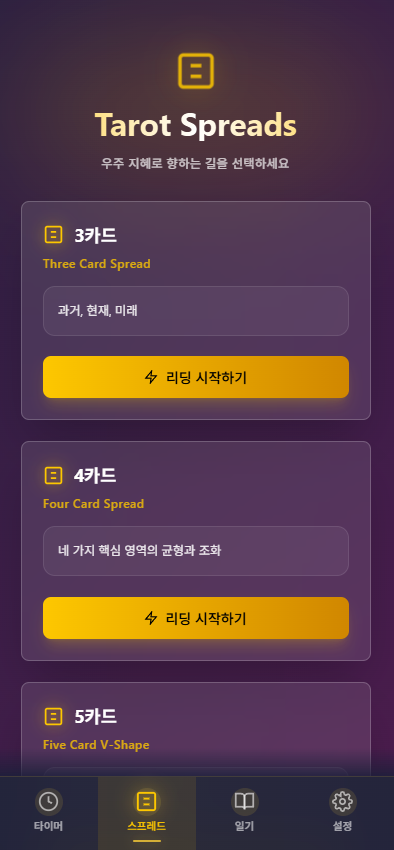 Tarot Spreads
우주 지혜로 향하는 길을 선택하세요
3카드
Three Card Spread
과거, 현재, 미래
리딩 시작하기
4카드
Four Card Spread
네 가지 핵심 영역의 균형과 조화
리딩 시작하기
5카드
Five Card V-Shape
타이머
스프레드
일기
설정